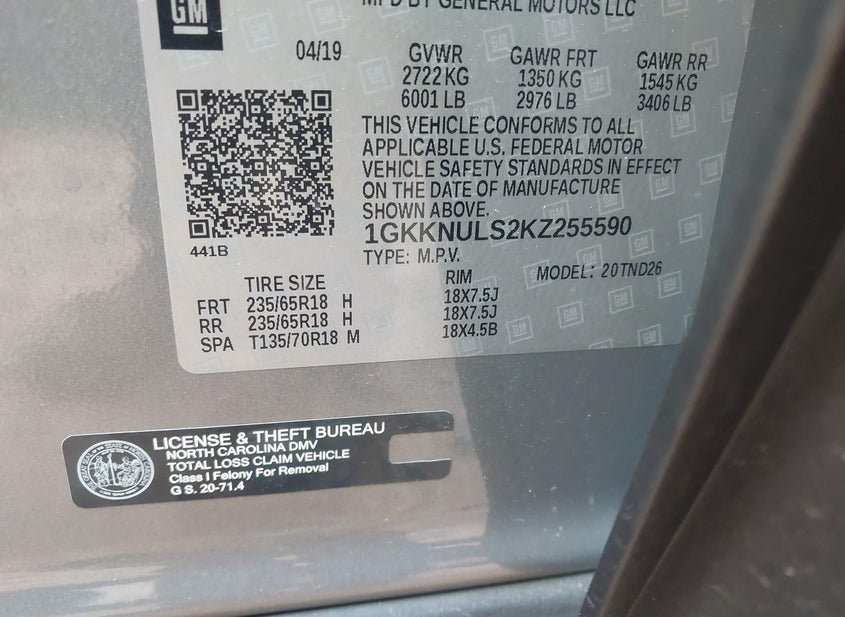 GM
MFD BY GENERAL MOTORS LLC
04/19
GVWR GAWR FRT GAWR RR
2722 KG 1350 KG 1545 KG
6001 LB 2976 LB 3406 LB
THIS VEHICLE CONFORMS TO ALL
APPLICABLE U.S. FEDERAL MOTOR
VEHICLE SAFETY STANDARDS IN EFFECT
ON THE DATE OF MANUFACTURE
SHOWN ABOVE.
441B
1GKKNULS2KZ255590
TYPE: M.P.V. MODEL: 20TND26
TIRE SIZE RIM
FRT 235/65R18 H 18X7.5J
RR 235/65R18 H 18X7.5J
SPA T135/70R18 M 18X4.5B
LICENSE & THEFT BUREAU
NORTH CAROLINA DMV
TOTAL LOSS CLAIM VEHICLE
Class I Felony For Removal
G S. 20-71.4